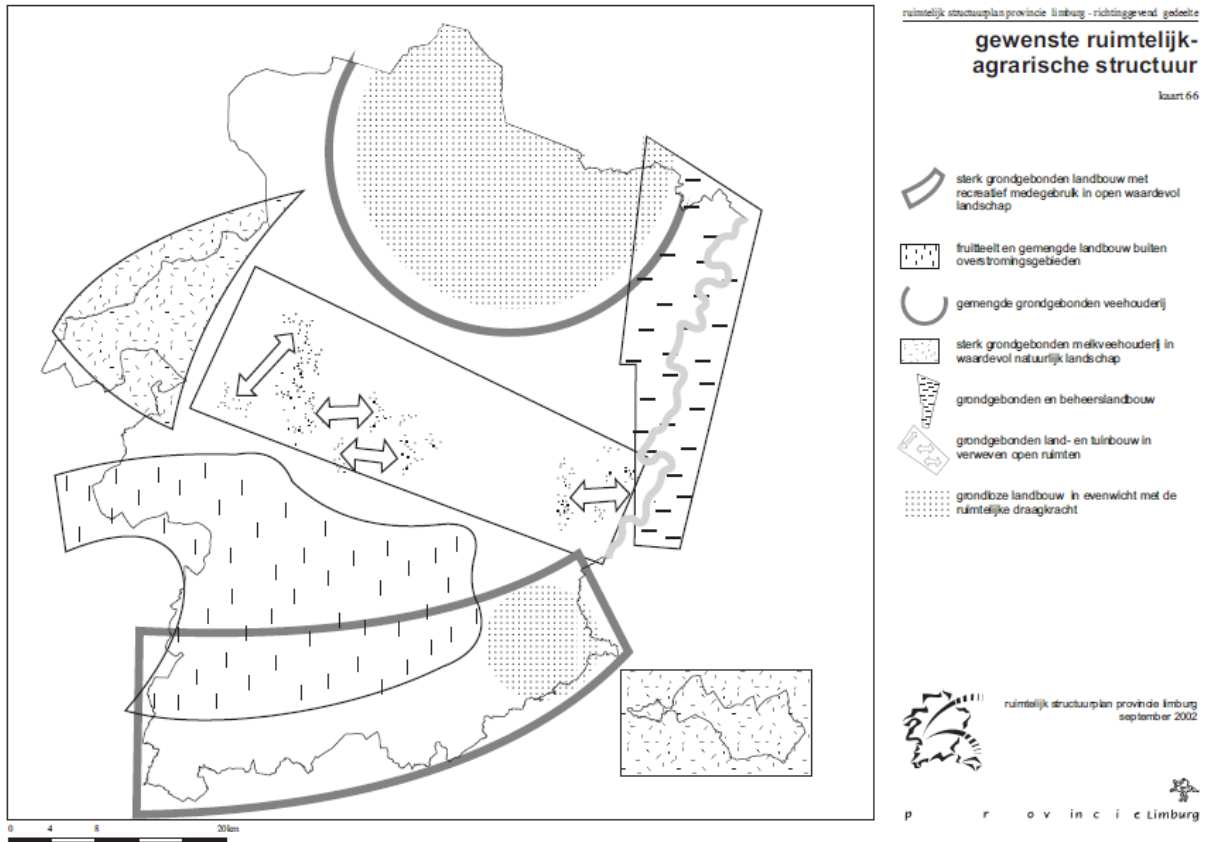 ruimtelijk structuurplan provincie limburg - richtinggevend gedeelte
gewenste ruimtelijk-
agrarische structuur
kaart 66
sterk grondgebonden landbouw met
recreatief medegebruik in open waardevol
landschap
fruitteelt en gemengde landbouw buiten
overstromingsgebieden
gemengde grondgebonden veehouderij
sterk grondgebonden melkveehouderij in
waardevol natuurlijk landschap
grondgebonden en beheerslandbouw
grondgebonden land- en tuinbouw in
verweven open ruimten
grondloze landbouw in evenwicht met de
ruimtelijke draagkracht
ruimtelijk structuurplan provincie limburg
september 2002
provincie Limburg
0 4 8 20km